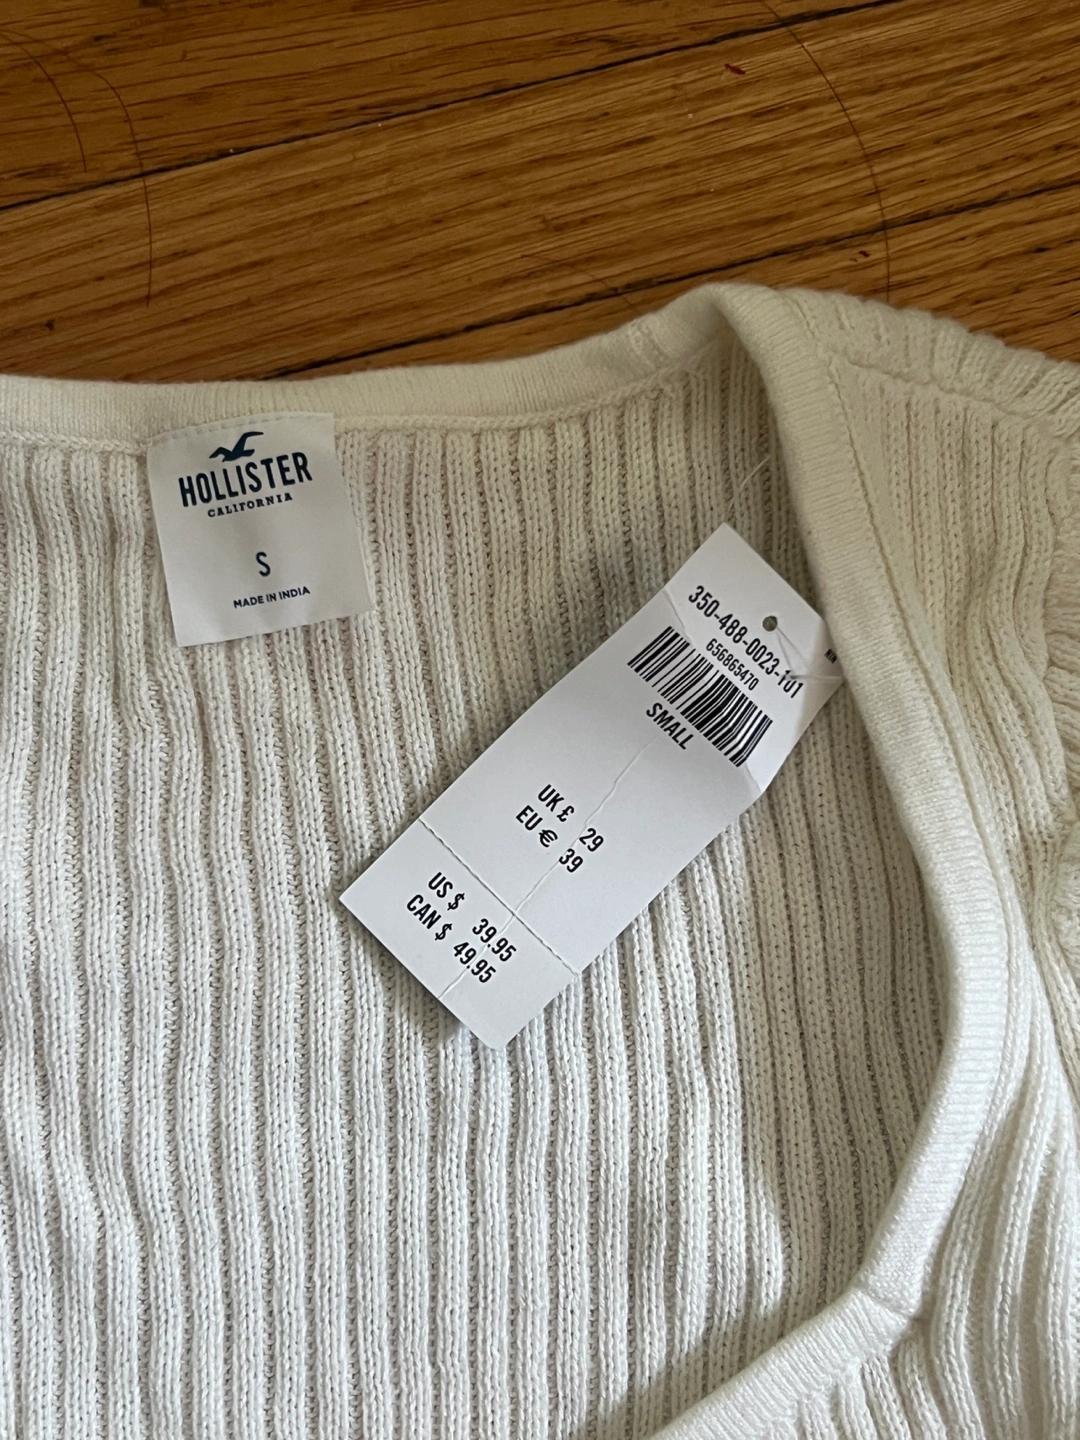 HOLLISTER
CALIFORNIA
S
MADE IN INDIA
350-488-0023-101
656865470
SMALL
UK £ 29
EU € 39
US $ 39.95
CAN $ 49.95